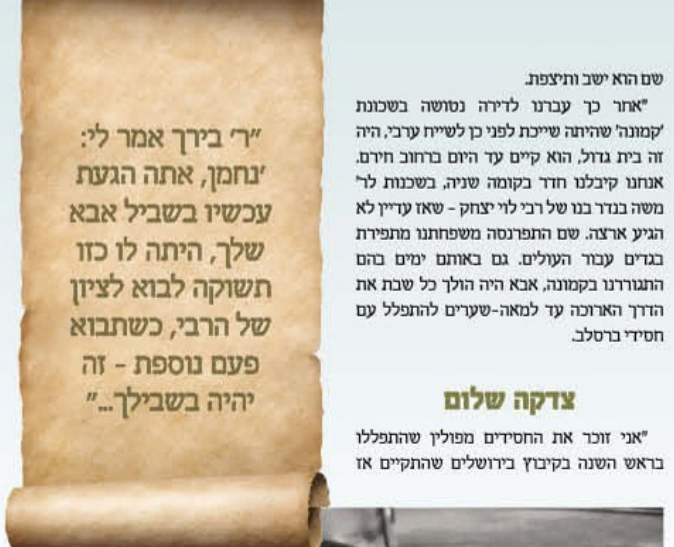 שם הוא ישב ותיצפת.
"אחר כך עברנו לדירה נטושה בשכונת
'קמונה' שהיתה שייכת לפני כן לשייח ערבי, היה
זה בית גדול, הוא קיים עד היום ברחוב חירם.
אנחנו קיבלנו חדר בקומה שניה, בשכנות לר'
משה בנדר בנו של רבי לוי יצחק - שאז עדיין לא
הגיע ארצה. שם התפרנסה משפחתנו מתפירת
בגדים עבור העולים. גם באותם ימים בהם
התגוררנו בקמונה, אבא היה הולך כל שבת את
הדרך הארוכה עד למאה-שערים להתפלל עם
חסידי ברסלב.
צדקה שלום
"אני זוכר את החסידים מפולין שהתפללו
בראש השנה בקיבוץ בירושלים שהתקיים אז
"ר' בירך אמר לי:
'נחמן, אתה הגעת
עכשיו בשביל אבא
שלך, היתה לו כזו
תשוקה לבוא לציון
של הרבי, כשתבוא
פעם נוספת - זה
יהיה בשבילך..."